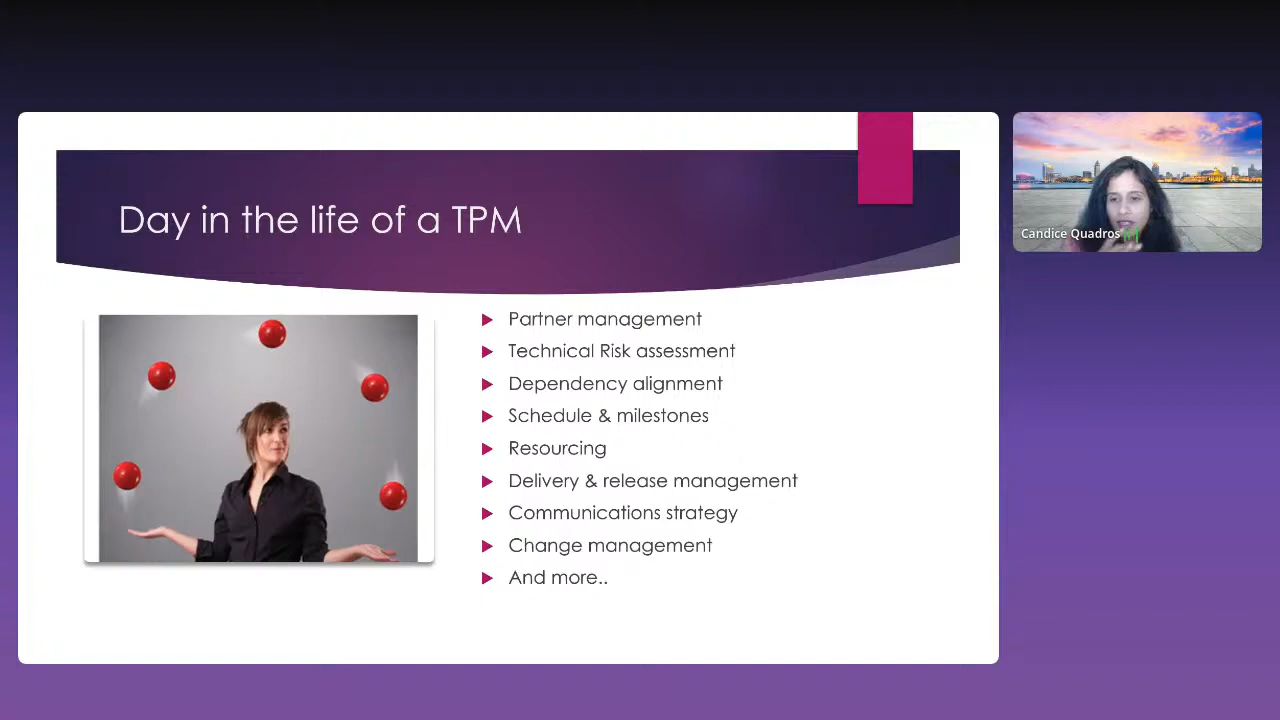 Day in the life of a TPM
Partner management
Technical Risk assessment
Dependency alignment
Schedule & milestones
Resourcing
Delivery & release management
Communications strategy
Change management
And more..
Candice Quadros